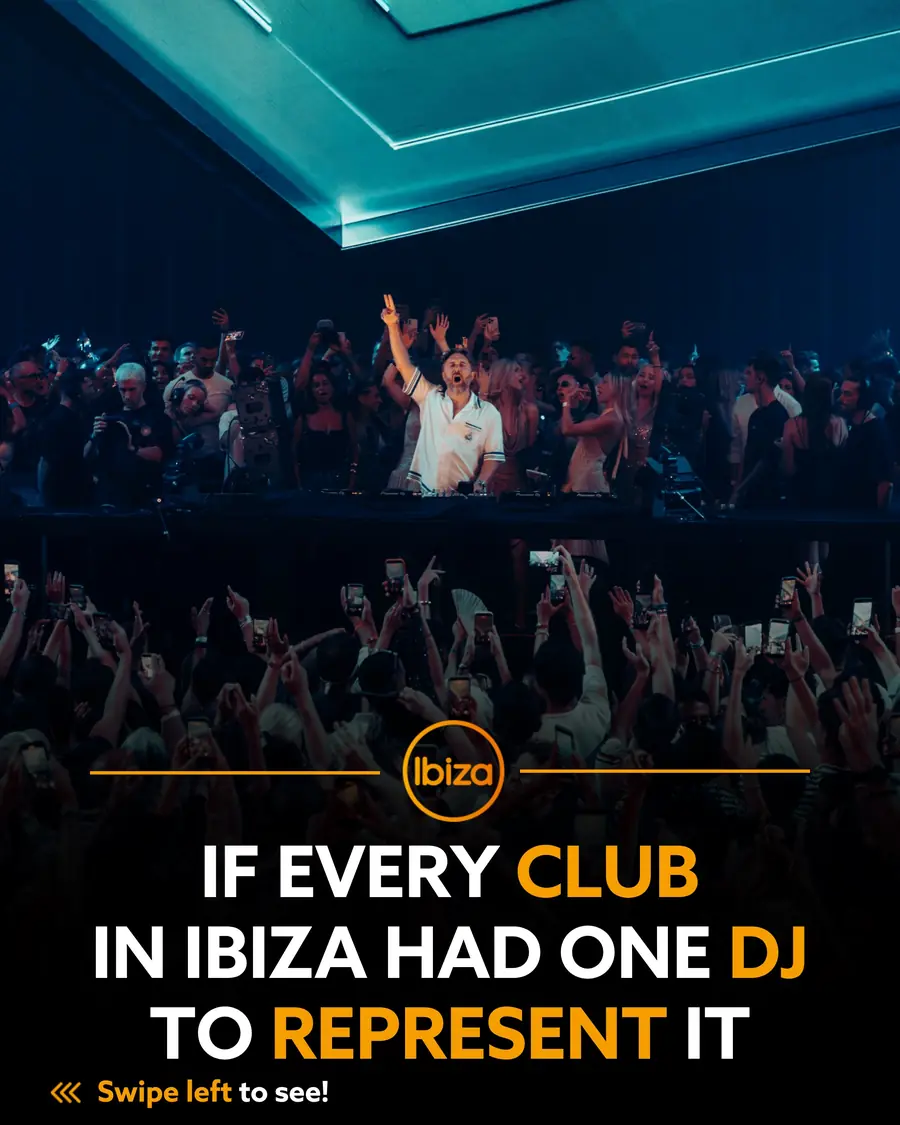 Ibiza
IF EVERY CLUB
IN IBIZA HAD ONE DJ
TO REPRESENT IT
Swipe left to see!